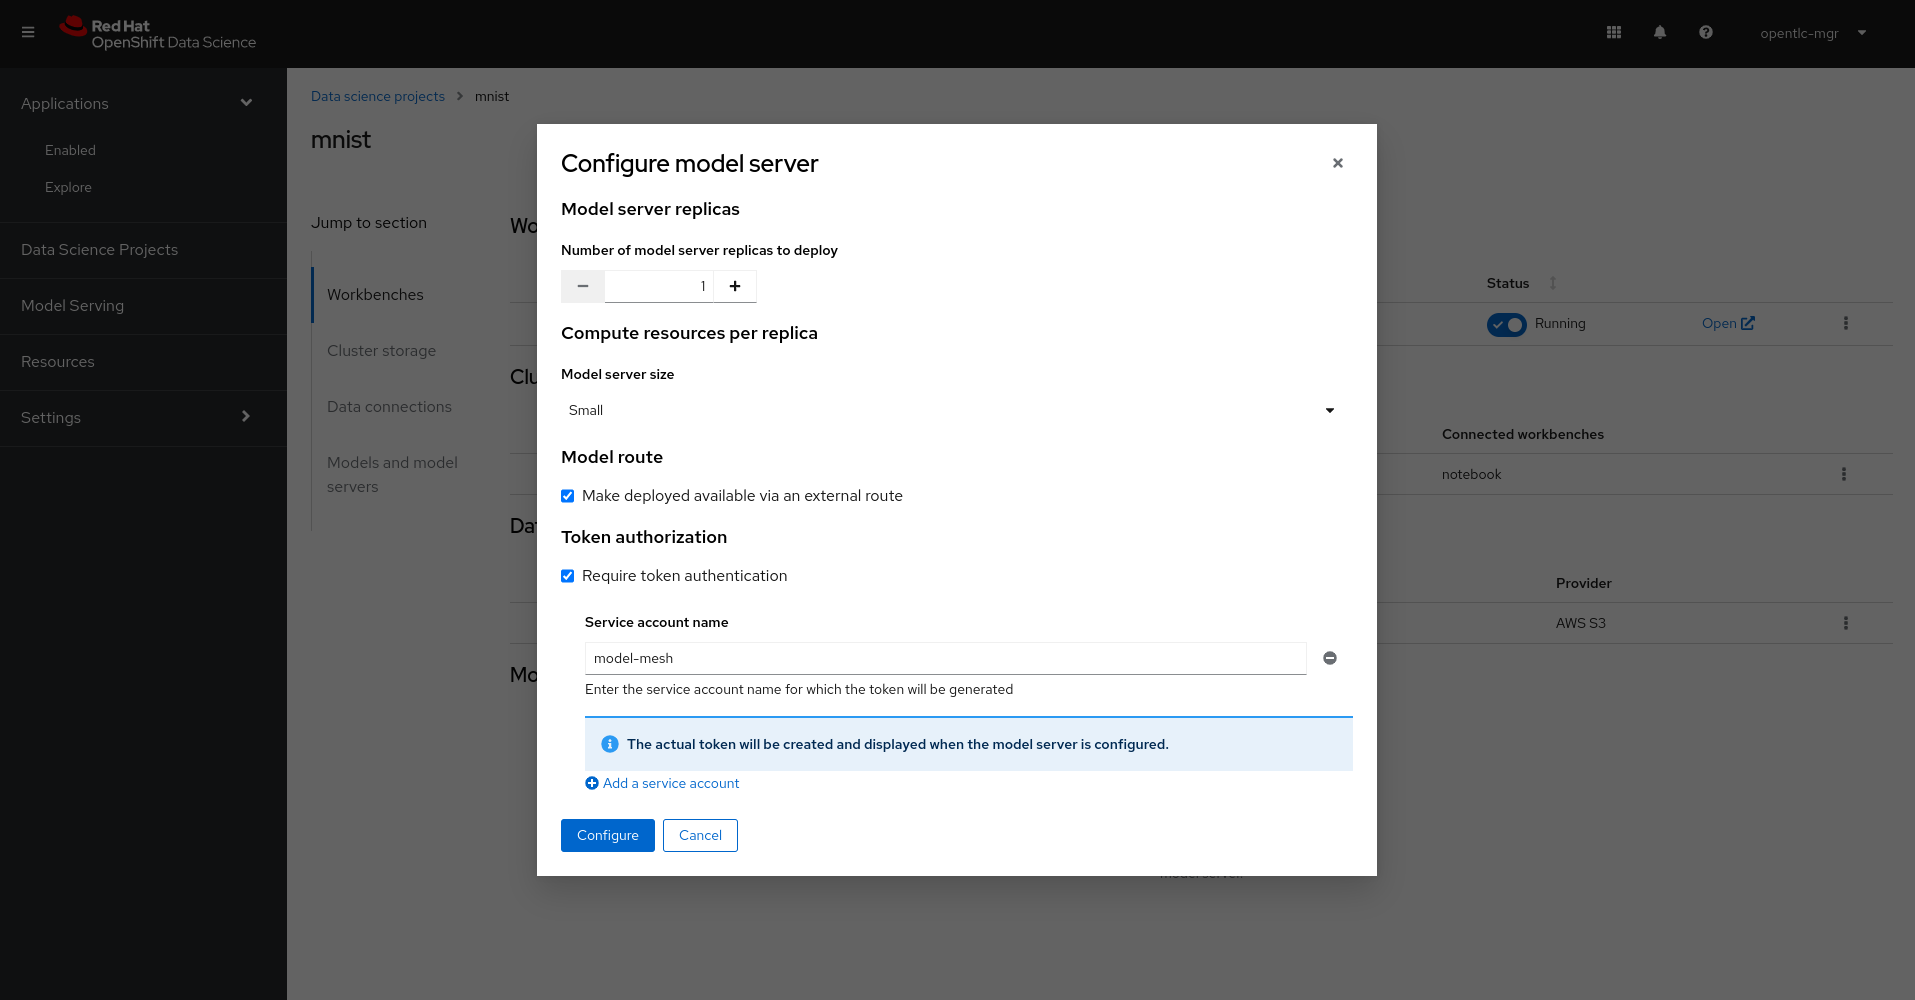 Red Hat
OpenShift Data Science
opentlc-mgr
Applications
Enabled
Explore
Data Science Projects
Model Serving
Resources
Settings
Data science projects > mnist
mnist
Jump to section
Workbenches
Cluster storage
Data connections
Models and model
servers
Status
Running
Open
Connected workbenches
notebook
Provider
AWS S3
Configure model server
Model server replicas
Number of model server replicas to deploy
1
Compute resources per replica
Model server size
Small
Model route
Make deployed available via an external route
Token authorization
Require token authentication
Service account name
model-mesh
Enter the service account name for which the token will be generated
The actual token will be created and displayed when the model server is configured.
Add a service account
Configure
Cancel